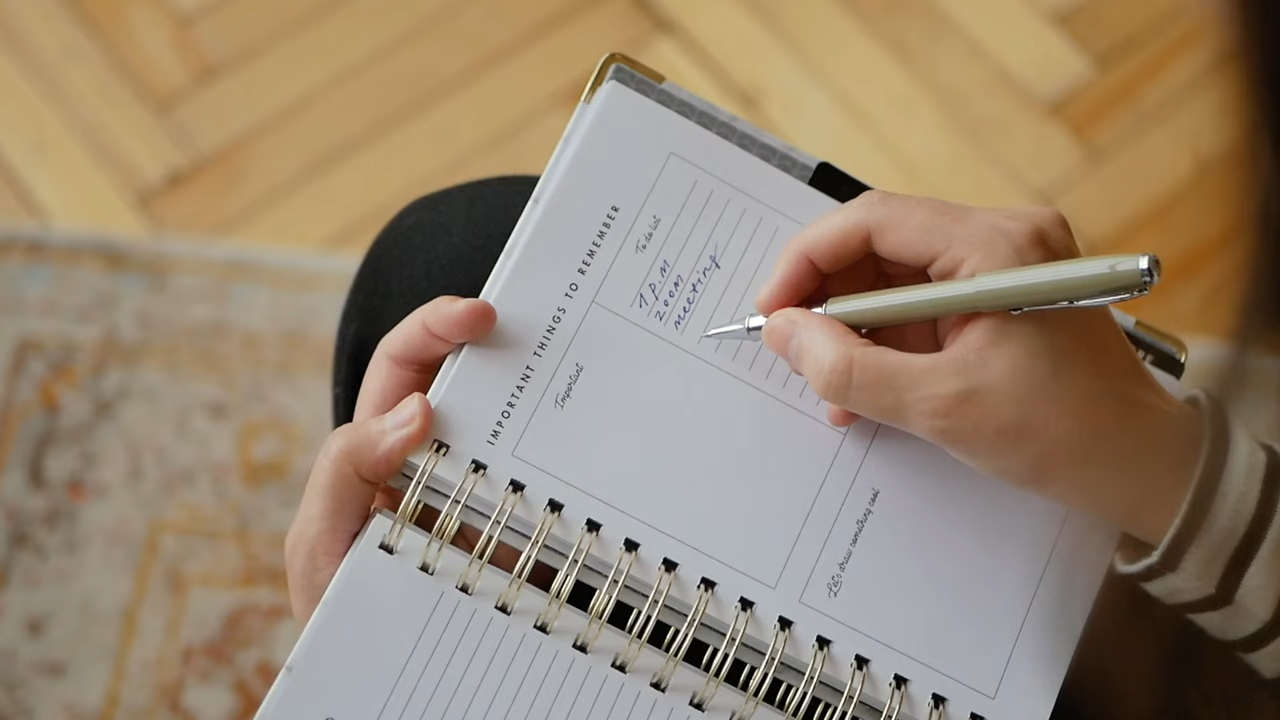 IMPORTANT THINGS TO REMEMBER
To do list
1 P.M
ZOOM
meeting
Important
Let's draw something cool